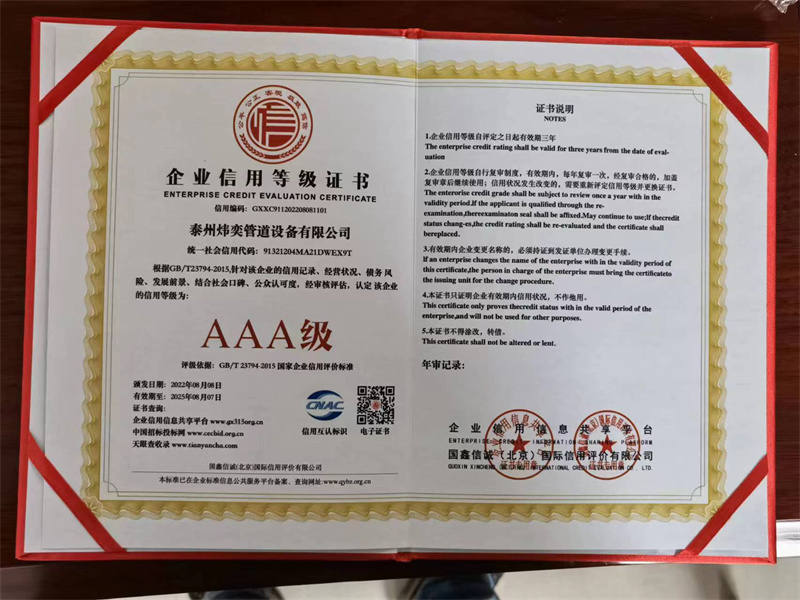 公平 公正 客观 品质 诚信
信
企业信用等级证书
ENTERPRISE CREDIT EVALUATION CERTIFICATE
信用编码：GXXC911202208081101
泰州炜奕管道设备有限公司
统一社会信用代码：91321204MA21DWEX9T
根据GB/T23794-2015,针对该企业的信用记录、经营状况、债务 风
险、发展前景、结合社会口碑、公众认可度，经审核评估，认定 该企业
的信用等级为：
AAA级
评级依据：GB/T 23794-2015 国家企业信用评价标准
颁发日期：2022年08月08日
有效期至：2025年08月07日
证书查询：
企业信用信息共享平台 www.gx315org.cn
中国招标投标网 www.cecbid.org.cn
天眼查收录 www.tianyancha.com
CNAC
信用互认标识
电子证书
国鑫信诚(北京)国际信用评价有限公司
本标准已在企业标准信息公共服务平台备案、查询网址:www.qybz.org.cn
证书说明
NOTES
1.企业信用等级自评定之日起有效期三年
The enterprise credit rating shall be valid for three years from the date of eval-
uation
2.企业信用等级自行复审制度，有效期内，每年复审一次，经复审合格的，加盖
复审章后继续使用；信用状况发生改变的，需要重新评定信用等级并更换证书。
The enterorise credit grade shall be subject to review once a year with in the
validity period.If the applicant is qualified through the re-
examination,thereexaminaton seal shall be affixed.May continue to use;If thecredit
status chang-es,the credit rating shall be re-evaluated and the certificate shall
bereplaced.
3.有效期内企业变更名称的，必须持证到发证单位办理变更手续。
If an enterprise changes the name of the enterprise with in the validity period of
this certificate,the person in charge of the enterprise must bring the certificateto
the issuing unit for the change procedure.
4.本证书只证明企业有效期内信用状况，不作他用。
This certificate only proves thecredit status with in the valid period of the
enterprise,and will not be used for other purposes.
5.本证书不得涂改，转借。
This certificate shall not be altered or lent.
年审记录：
企业信用信息共享平台
ENTERPRISE CREDIT INFORMATION SHARING PLATFORM
国鑫信诚（北京）国际信用评价有限公司
GUOXIN XINCHENG (BEIJING) INTERNATIONAL CREDIT EVALUATION CO., LTD.